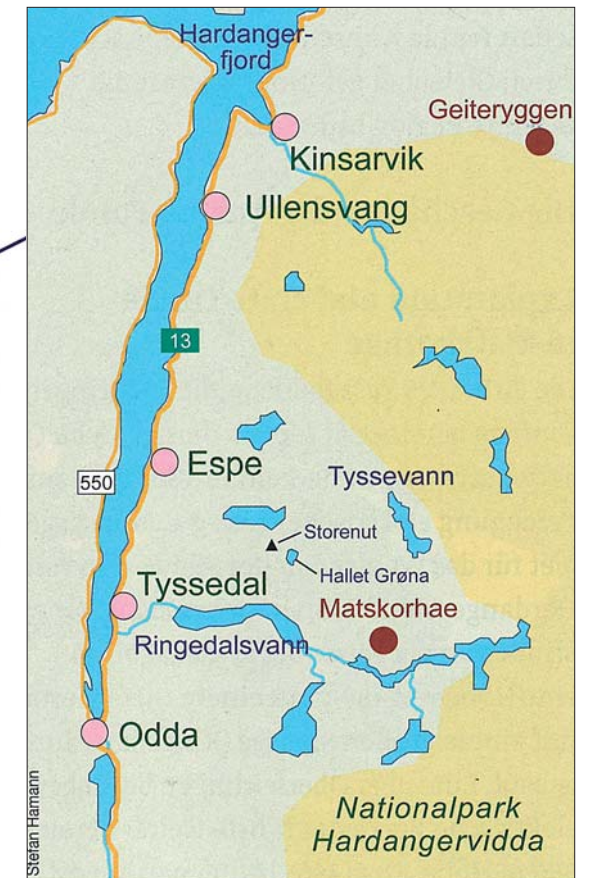 Hardanger-
fjord
Geiteryggen
Kinsarvik
Ullensvang
13
Espe
550
Tyssevann
Storenut
Hallet Grøna
Tyssedal
Matskorhae
Ringedalsvann
Odda
Nationalpark
Hardangervidda
Stefan Hamann